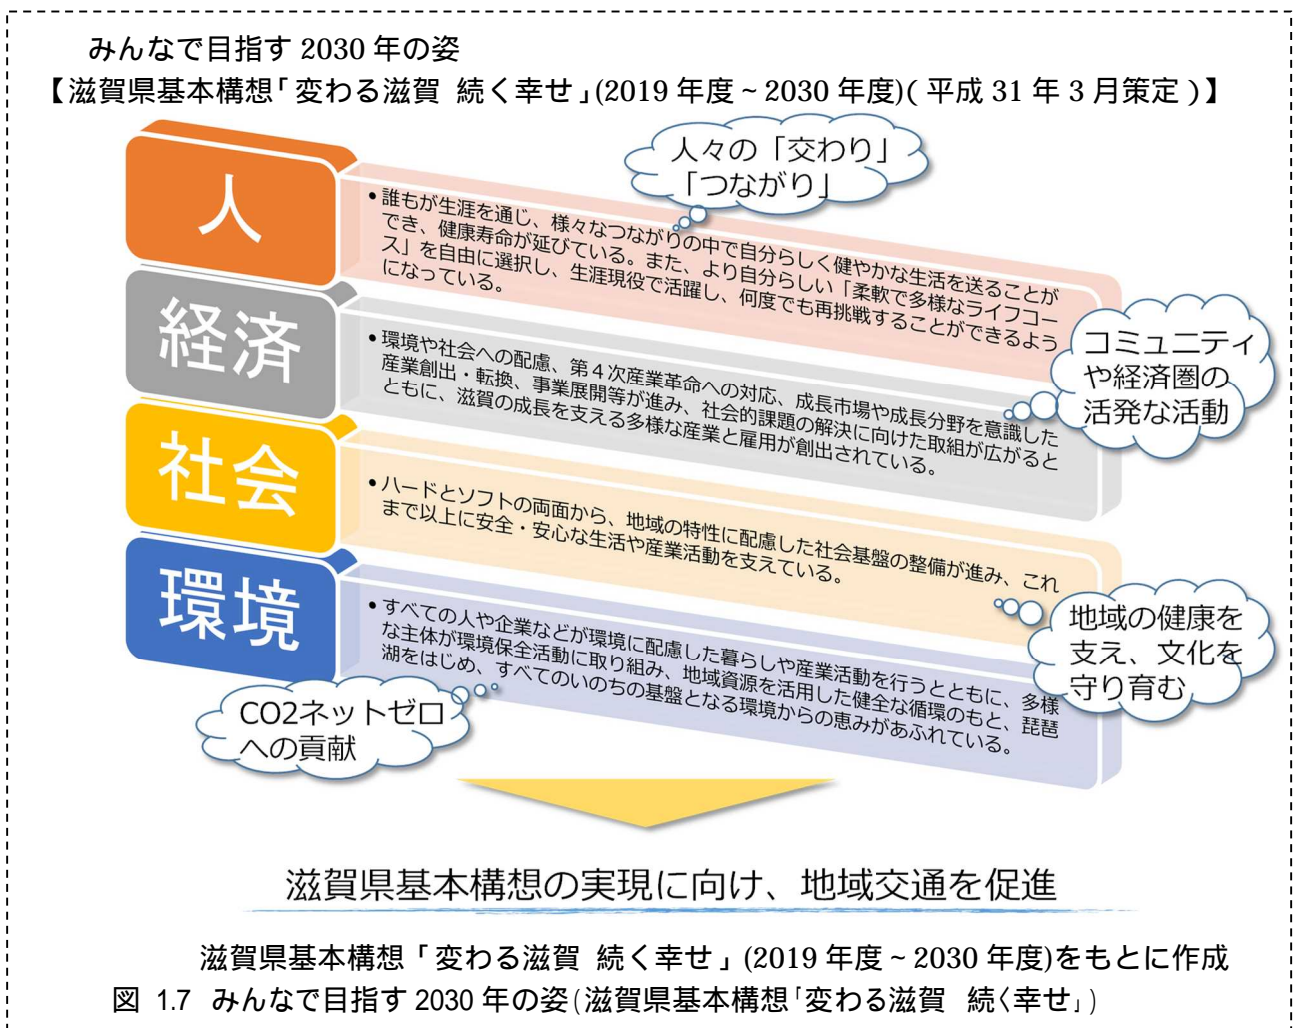 みんなで目指す 2030 年の姿
【滋賀県基本構想「変わる滋賀 続く幸せ」(2019 年度~2030 年度)(平成 31 年 3 月策定)】
人々の「交わり」
「つながり」
人
•誰もが生涯を通じ、様々なつながりの中で自分らしく健やかな生活を送ることが
でき、健康寿命が延びている。また、より自分らしい「柔軟で多様なライフコー
ス」を自由に選択し、生涯現役で活躍し、何度でも再挑戦することができるよう
になっている。
コミュニティ
や経済圏の
活発な活動
経済
•環境や社会への配慮、第4次産業革命への対応、成長市場や成長分野を意識した
産業創出・転換、事業展開等が進み、社会的課題の解決に向けた取組が広がると
ともに、滋賀の成長を支える多様な産業と雇用が創出されている。
社会
•ハードとソフトの両面から、地域の特性に配慮した社会基盤の整備が進み、これ
まで以上に安全・安心な生活や産業活動を支えている。
地域の健康を
支え、文化を
守り育む
環境
•すべての人や企業などが環境に配慮した暮らしや産業活動を行うとともに、多様
な主体が環境保全活動に取り組み、地域資源を活用した健全な循環のもと、琵琶
湖をはじめ、すべてのいのちの基盤となる環境からの恵みがあふれている。
CO2ネットゼロ
への貢献
滋賀県基本構想の実現に向け、地域交通を促進
滋賀県基本構想「変わる滋賀 続く幸せ」(2019 年度~2030 年度)をもとに作成
図 1.7 みんなで目指す 2030 年の姿(滋賀県基本構想「変わる滋賀 続く幸せ」)